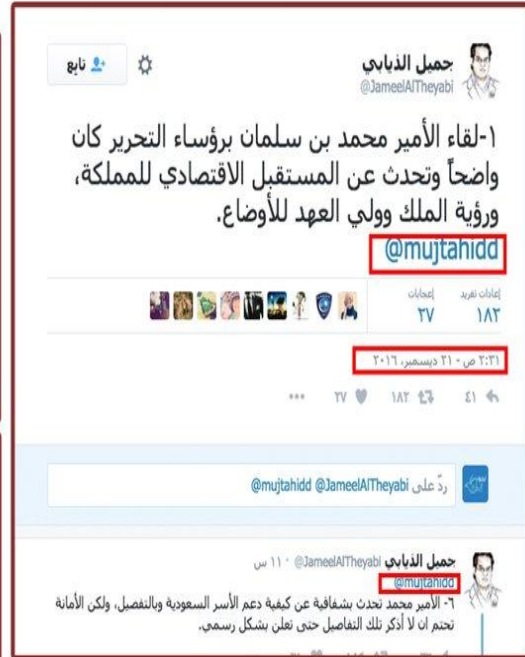 جميل الذيابي
@JameelAlTheyabi
تابع
١-لقاء الأمير محمد بن سلمان برؤساء التحرير كان
واضحاً وتحدث عن المستقبل الاقتصادي للمملكة،
ورؤية الملك وولي العهد للأوضاع.
@mujtahidd
إعادات تغريد
إعجابات
١٨٣
٢٧
٢:٣١ ص - ٢١ ديسمبر، ٢٠١٦
٤١
١٨٢
٢٧
ردّ على @mujtahidd @JameelAlTheyabi
جميل الذيابي @JameelAlTheyabi · ١١ س
@mujtahidd
٦- الأمير محمد تحدث بشفافية عن كيفية دعم الأسر السعودية وبالتفصيل، ولكن الأمانة
تحتم ان لا أذكر تلك التفاصيل حتى تعلن بشكل رسمي.